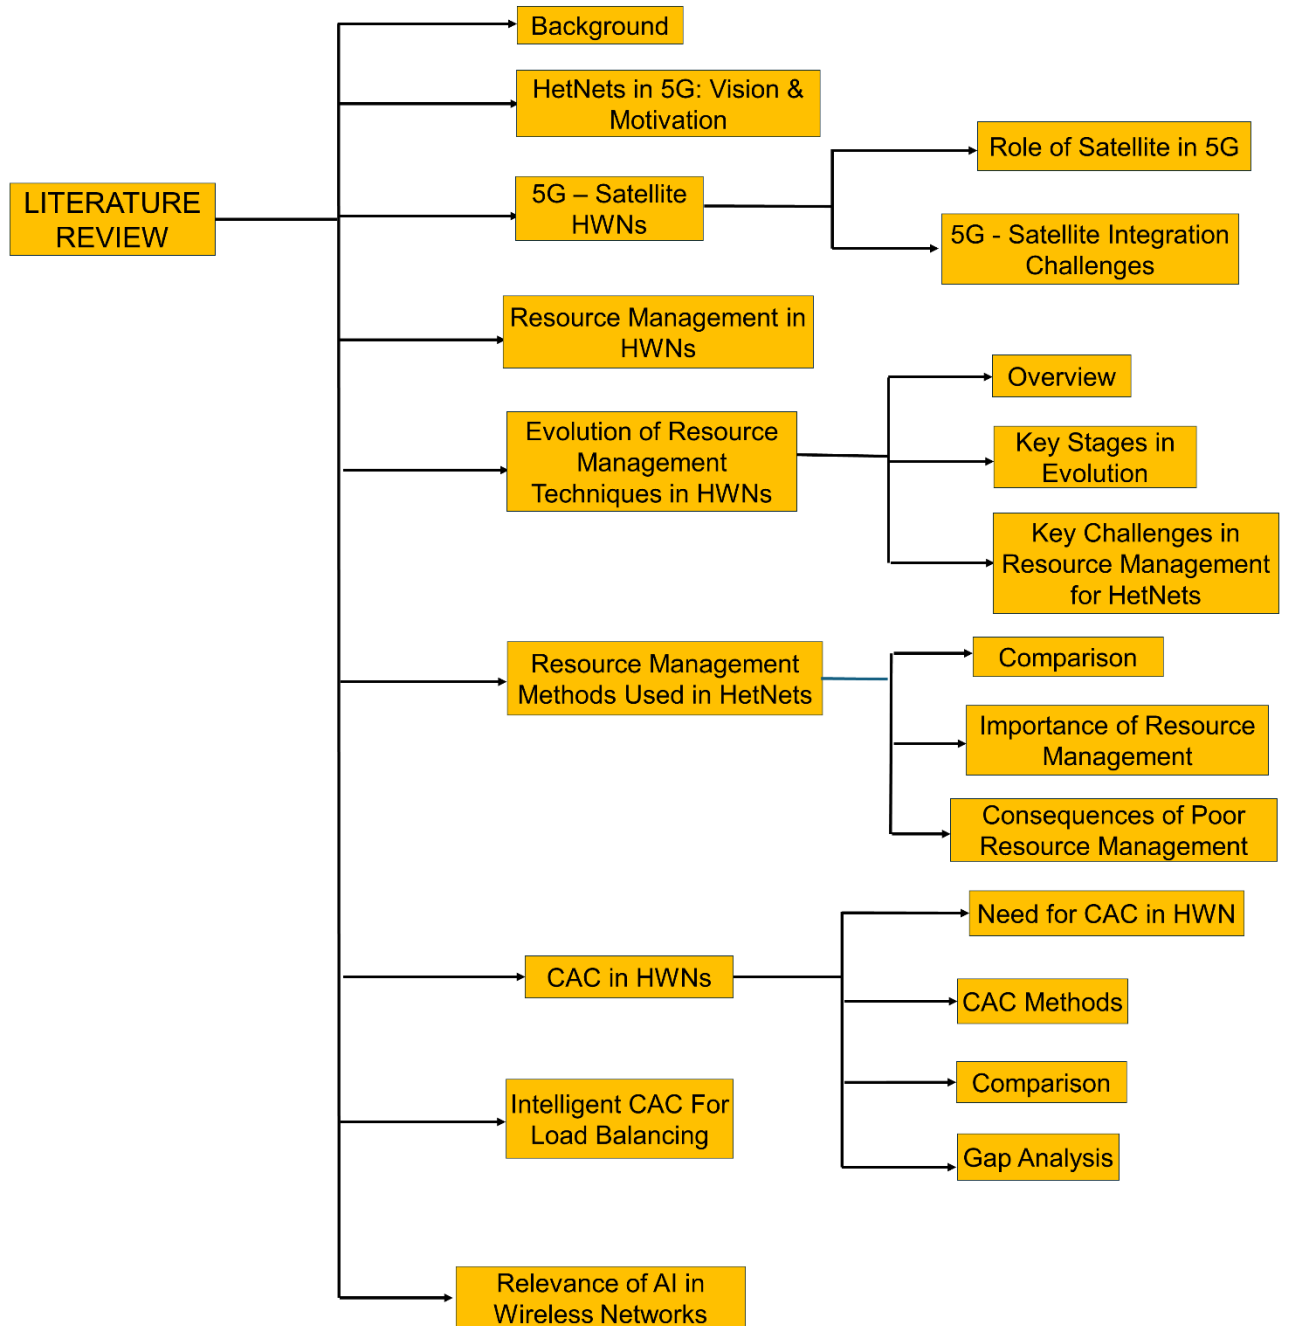 LITERATURE
REVIEW
Background
HetNets in 5G: Vision &
Motivation
5G – Satellite
HWNs
Role of Satellite in 5G
5G - Satellite Integration
Challenges
Resource Management in
HWNs
Evolution of Resource
Management
Techniques in HWNs
Overview
Key Stages in
Evolution
Key Challenges in
Resource Management
for HetNets
Resource Management
Methods Used in HetNets
Comparison
Importance of Resource
Management
Consequences of Poor
Resource Management
CAC in HWNs
Need for CAC in HWN
CAC Methods
Comparison
Gap Analysis
Intelligent CAC For
Load Balancing
Relevance of AI in
Wireless Networks